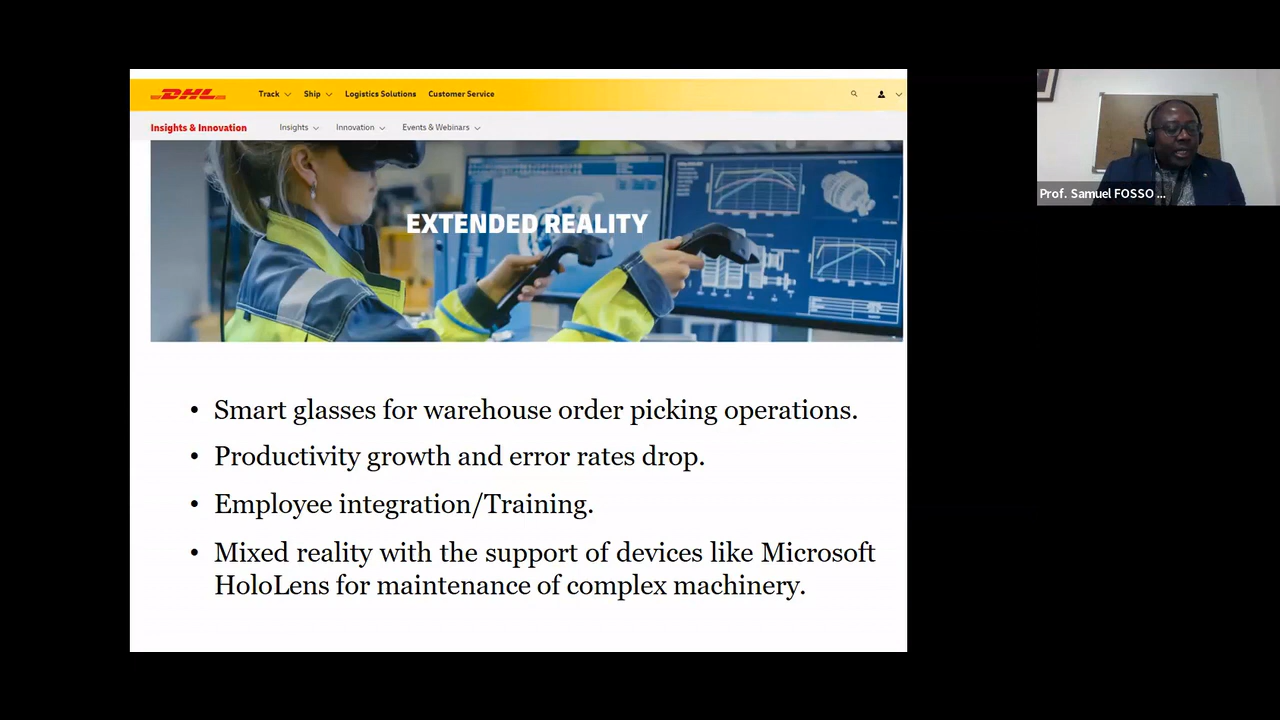 DHL
Track Ship Logistics Solutions Customer Service
Insights & Innovation Insights Innovation Events & Webinars
EXTENDED REALITY
• Smart glasses for warehouse order picking operations.
• Productivity growth and error rates drop.
• Employee integration/Training.
• Mixed reality with the support of devices like Microsoft
HoloLens for maintenance of complex machinery.
Prof. Samuel FOSSO ...